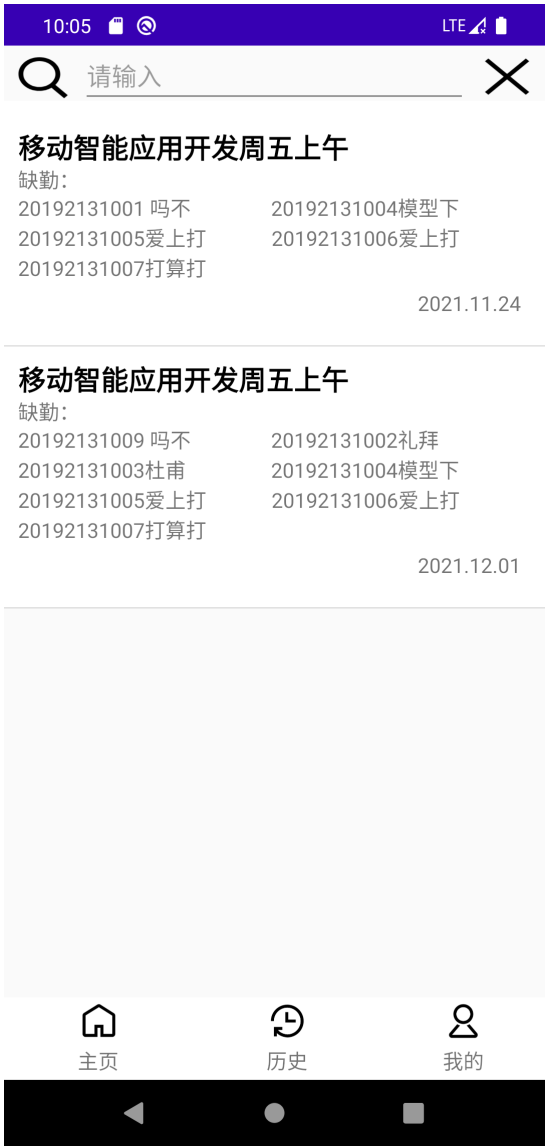 10:05 LTE
请输入
移动智能应用开发周五上午
缺勤:
20192131001 吗不 20192131004模型下
20192131005爱上打 20192131006爱上打
20192131007打算打
2021.11.24
移动智能应用开发周五上午
缺勤:
20192131009 吗不 20192131002礼拜
20192131003杜甫 20192131004模型下
20192131005爱上打 20192131006爱上打
20192131007打算打
2021.12.01
主页 历史 我的